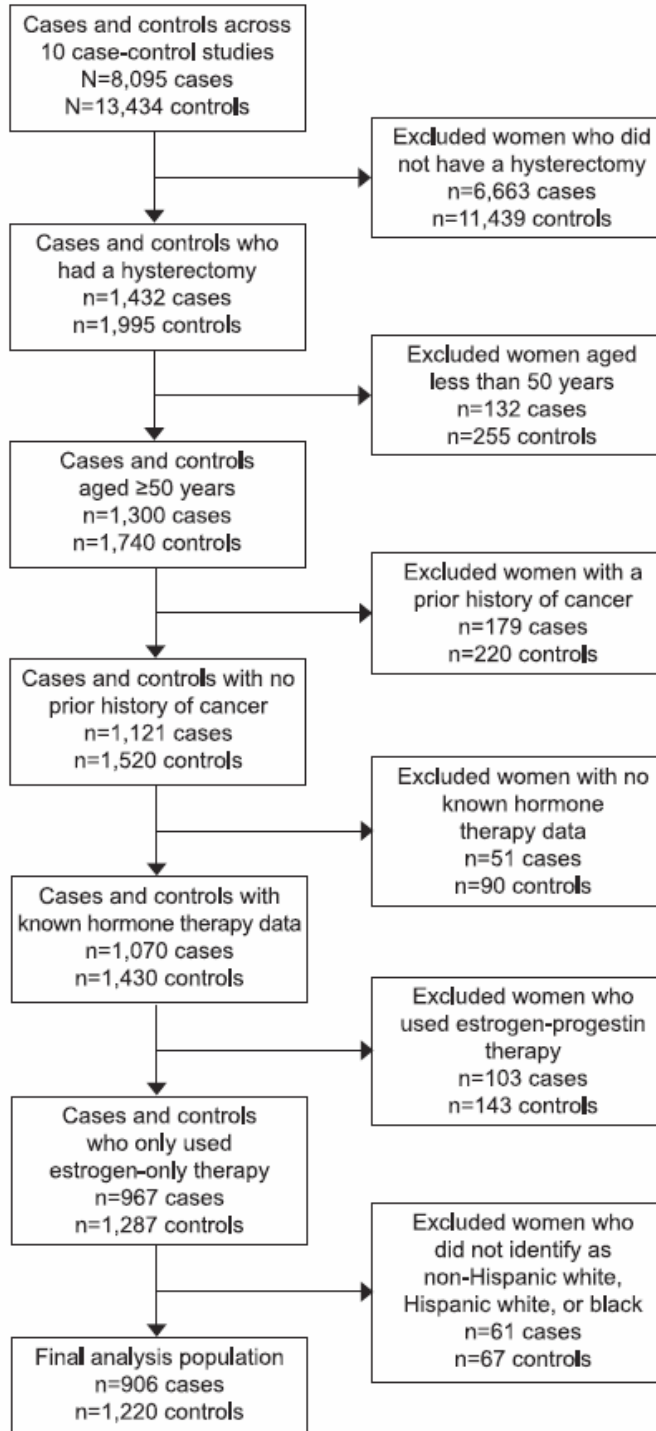 Cases and controls across
10 case-control studies
N=8,095 cases
N=13,434 controls
Excluded women who did
not have a hysterectomy
n=6,663 cases
n=11,439 controls
Cases and controls who
had a hysterectomy
n=1,432 cases
n=1,995 controls
Excluded women aged
less than 50 years
n=132 cases
n=255 controls
Cases and controls
aged ≥50 years
n=1,300 cases
n=1,740 controls
Excluded women with a
prior history of cancer
n=179 cases
n=220 controls
Cases and controls with no
prior history of cancer
n=1,121 cases
n=1,520 controls
Excluded women with no
known hormone
therapy data
n=51 cases
n=90 controls
Cases and controls with
known hormone therapy data
n=1,070 cases
n=1,430 controls
Excluded women who
used estrogen-progestin
therapy
n=103 cases
n=143 controls
Cases and controls
who only used
estrogen-only therapy
n=967 cases
n=1,287 controls
Excluded women who
did not identify as
non-Hispanic white,
Hispanic white, or black
n=61 cases
n=67 controls
Final analysis population
n=906 cases
n=1,220 controls